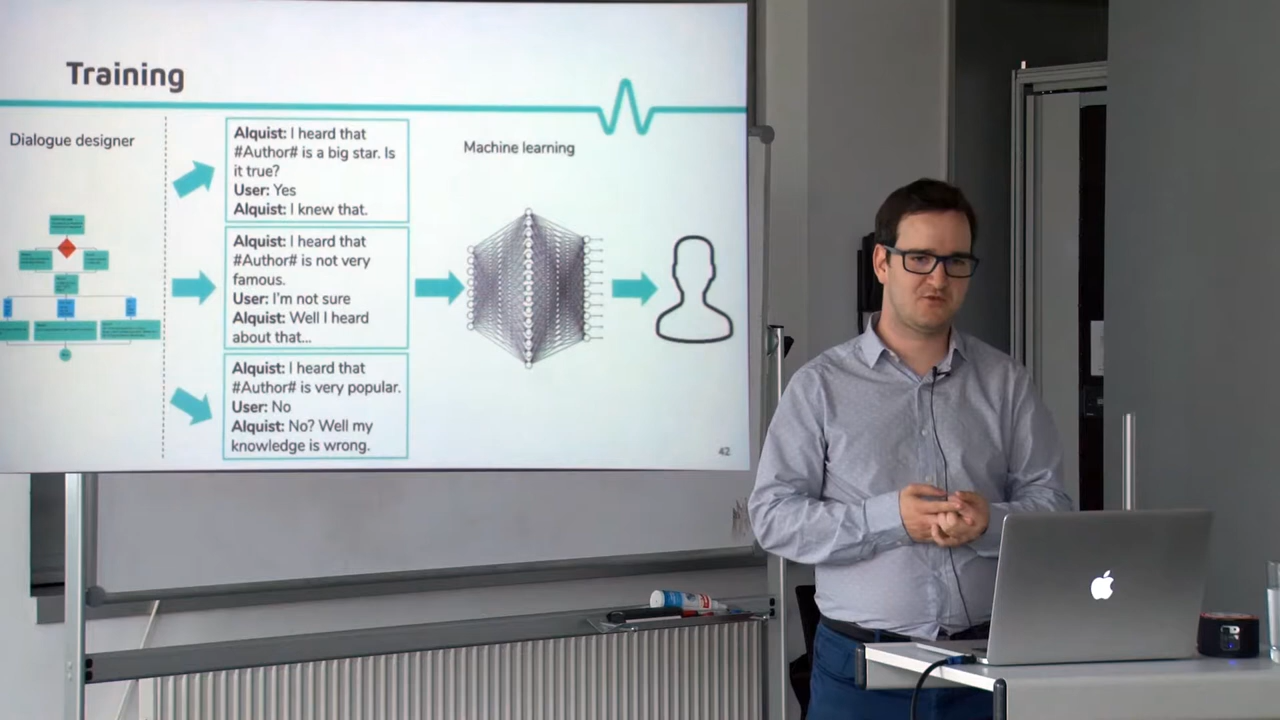 Training
Dialogue designer
Alquist: I heard that
#Author# is a big star. Is
it true?
User: Yes
Alquist: I knew that.
Alquist: I heard that
#Author# is not very
famous.
User: I'm not sure
Alquist: Well I heard
about that...
Alquist: I heard that
#Author# is very popular.
User: No
Alquist: No? Well my
knowledge is wrong.
Machine learning
42